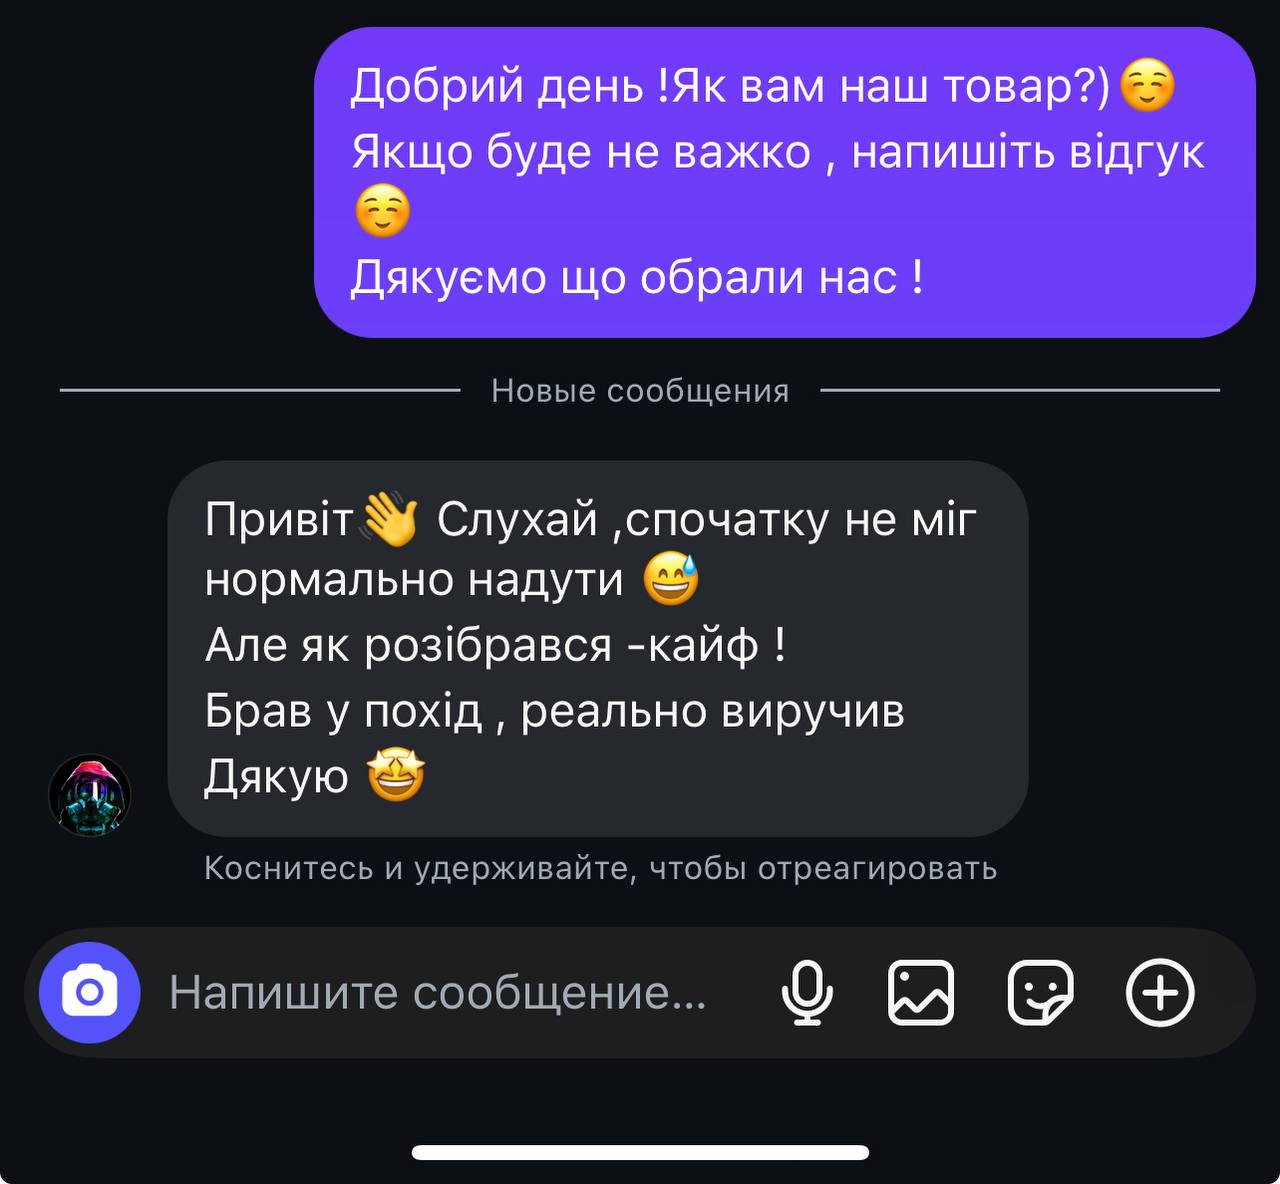 Добрий день !Як вам наш товар?)☺️
Якщо буде не важко , напишіть відгук
☺️
Дякуємо що обрали нас !
Новые сообщения
Привіт👋 Слухай ,спочатку не міг
нормально надути 😅
Але як розібрався -кайф !
Брав у похід , реально виручив
Дякую 🤩
Коснитесь и удерживайте, чтобы отреагировать
Напишите сообщение...